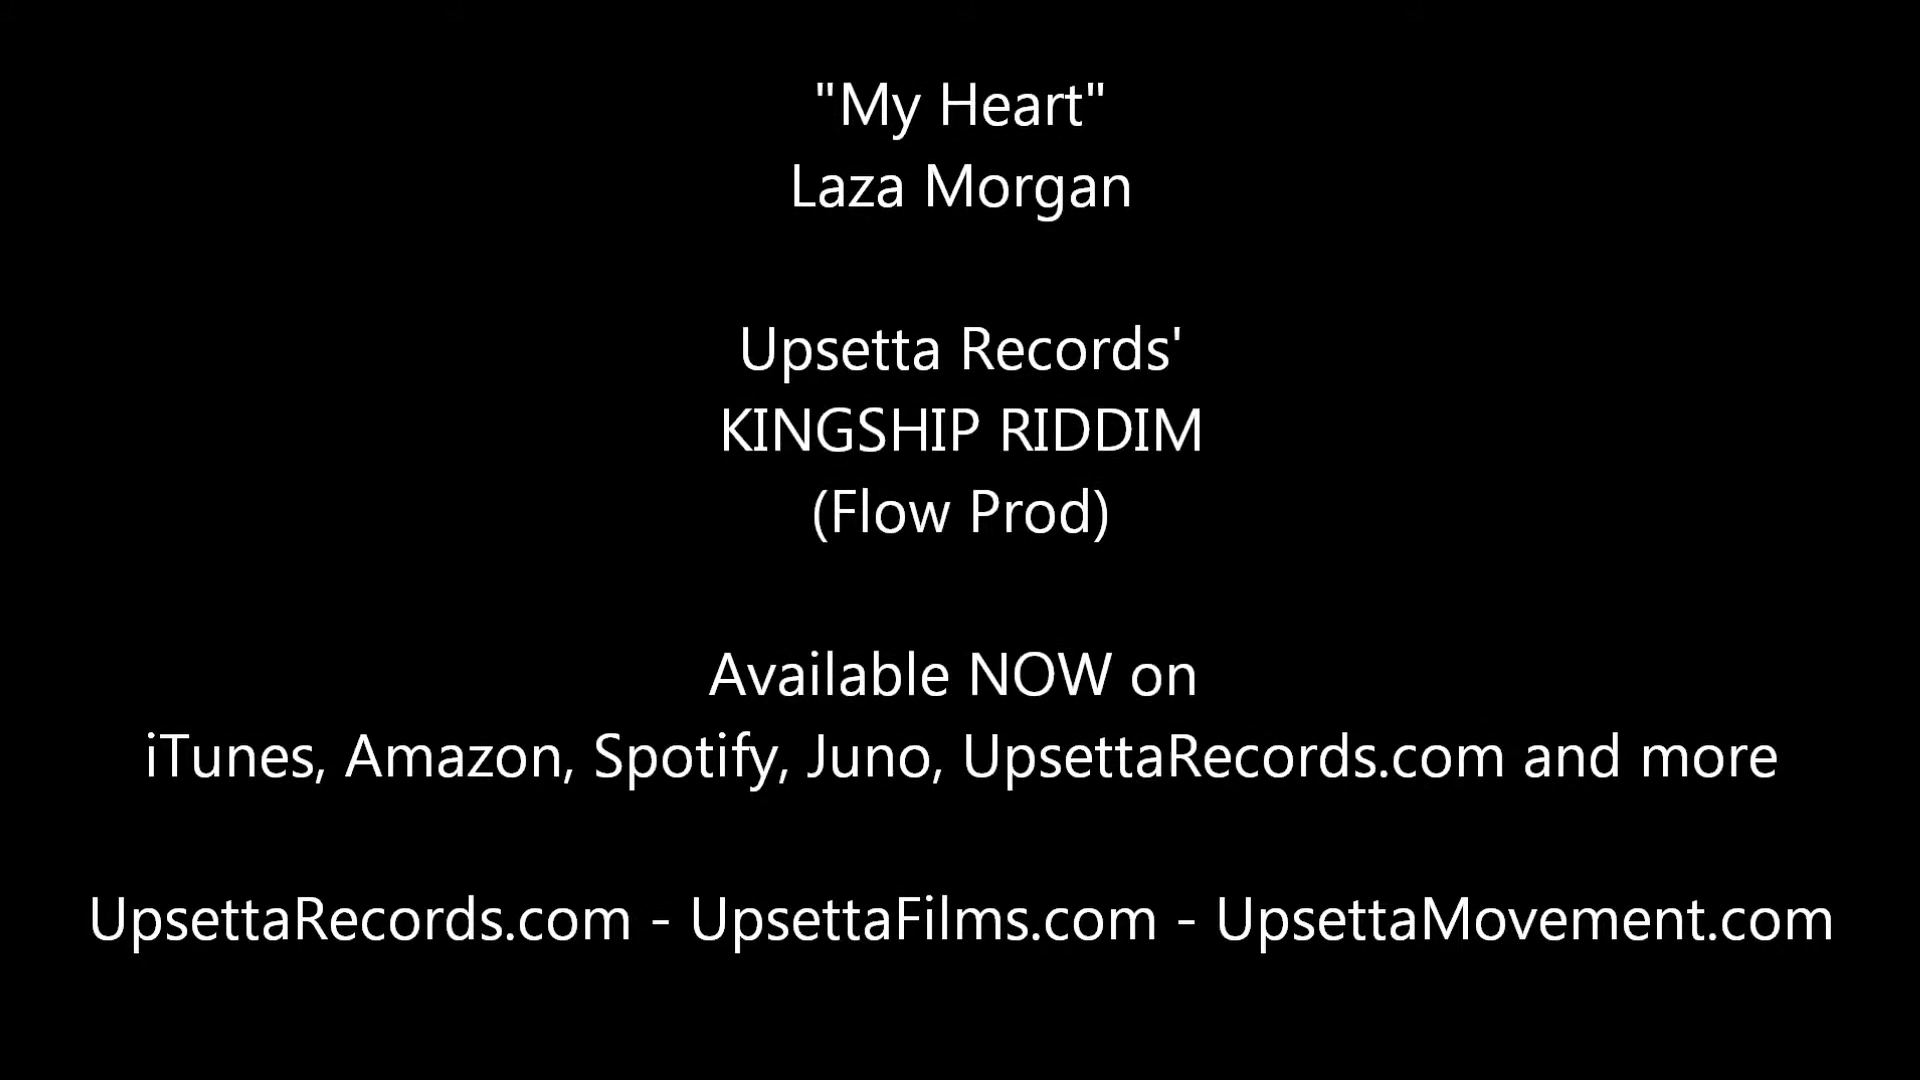 "My Heart"
Laza Morgan
Upsetta Records'
KINGSHIP RIDDIM
(Flow Prod)
Available NOW on
iTunes, Amazon, Spotify, Juno, UpsettaRecords.com and more
UpsettaRecords.com - UpsettaFilms.com - UpsettaMovement.com